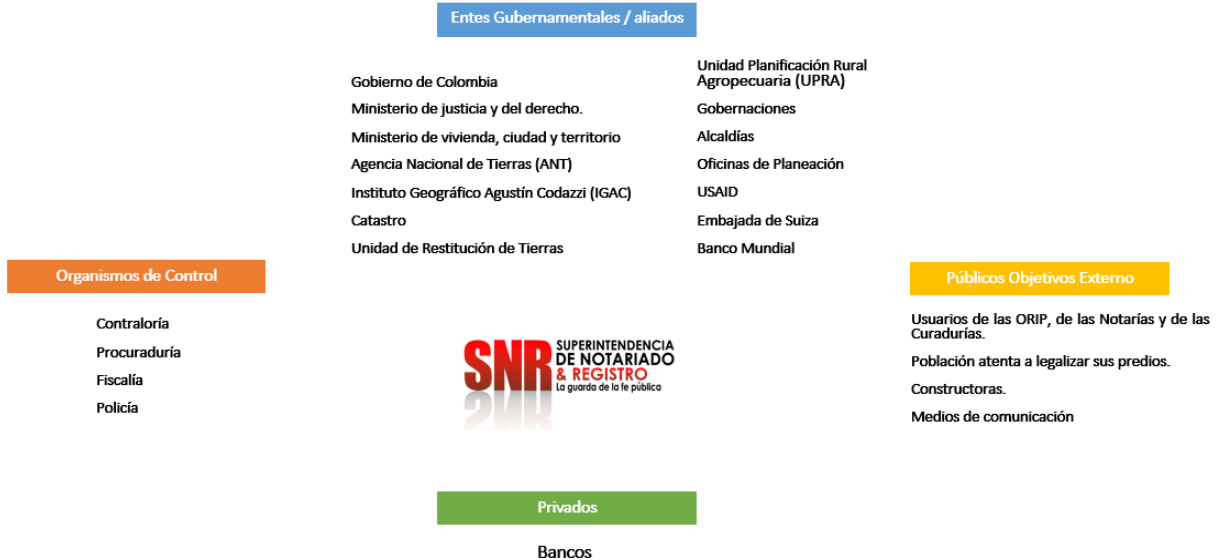 Entes Gubernamentales / aliados
Gobierno de Colombia
Ministerio de justicia y del derecho.
Ministerio de vivienda, ciudad y territorio
Agencia Nacional de Tierras (ANT)
Instituto Geográfico Agustín Codazzi (IGAC)
Catastro
Unidad de Restitución de Tierras
Unidad Planificación Rural
Agropecuaria (UPRA)
Gobernaciones
Alcaldías
Oficinas de Planeación
USAID
Embajada de Suiza
Banco Mundial
Organismos de Control
Contraloría
Procuraduría
Fiscalía
Policía
SNR
SUPERINTENDENCIA
DE NOTARIADO
& REGISTRO
La guarda de la fe pública
Públicos Objetivos Externo
Usuarios de las ORIP, de las Notarías y de las
Curadurías.
Población atenta a legalizar sus predios.
Constructoras.
Medios de comunicación
Privados
Bancos